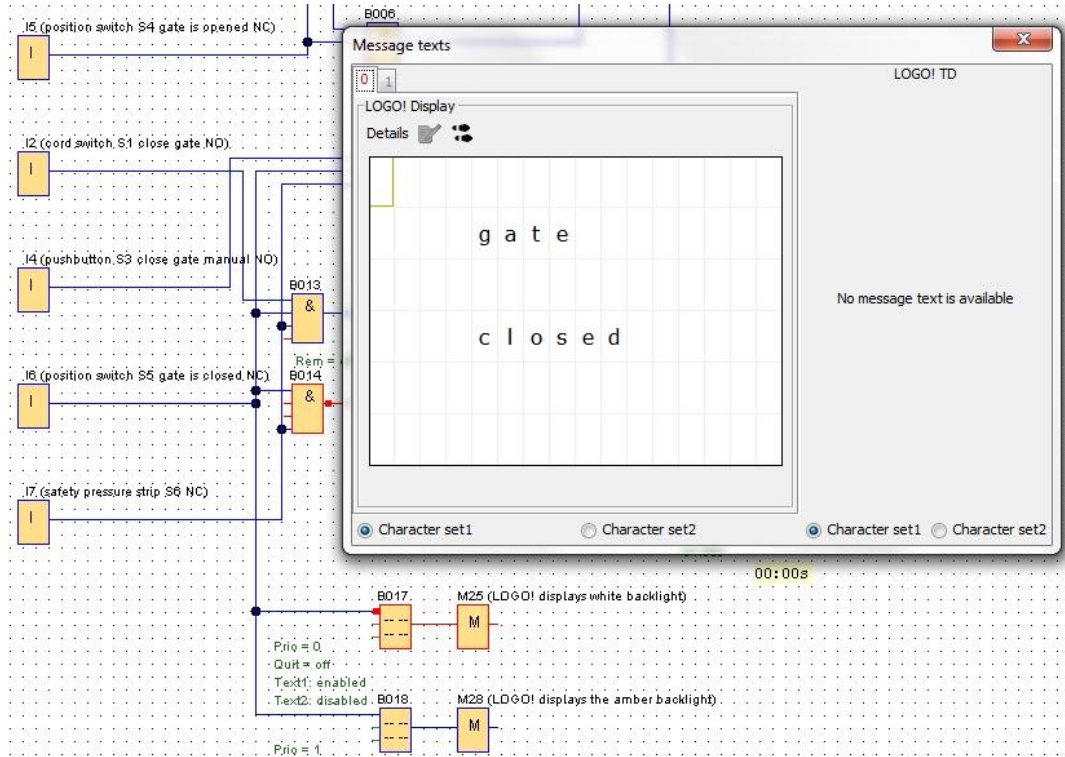 B006
I5 (position switch S4 gate is opened NC)
I
Message texts
0 1
LOGO! TD
LOGO! Display
Details
I2 (cord switch S1 close gate NO)
I
gate
I4 (pushbutton S3 close gate manual NO)
I
B013
&
No message text is available
closed
Rem =
I6 (position switch S5 gate is closed NC)
B014
I
&
I7 (safety pressure strip S6 NC)
I
Character set1 Character set2 Character set1 Character set2
00:00s
B017 M25 (LOGO! displays white backlight)
M
Prio = 0
Quit = off
Text1: enabled
Text2: disabled
B018 M28 (LOGO! displays the amber backlight)
M
Prio = 1